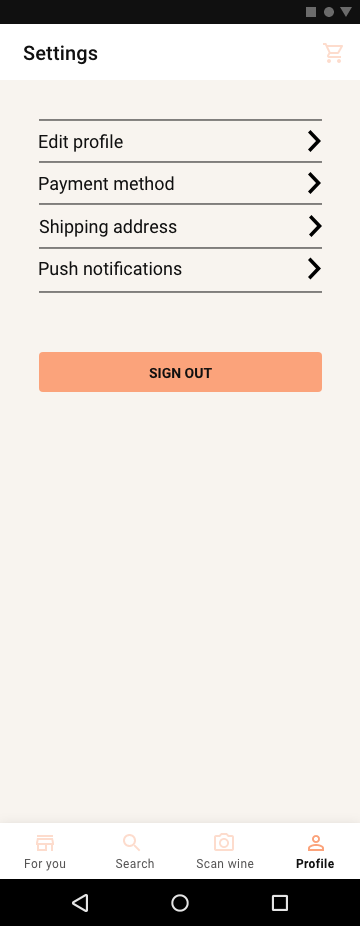 Settings
Edit profile
Payment method
Shipping address
Push notifications
SIGN OUT
For you
Search
Scan wine
Profile